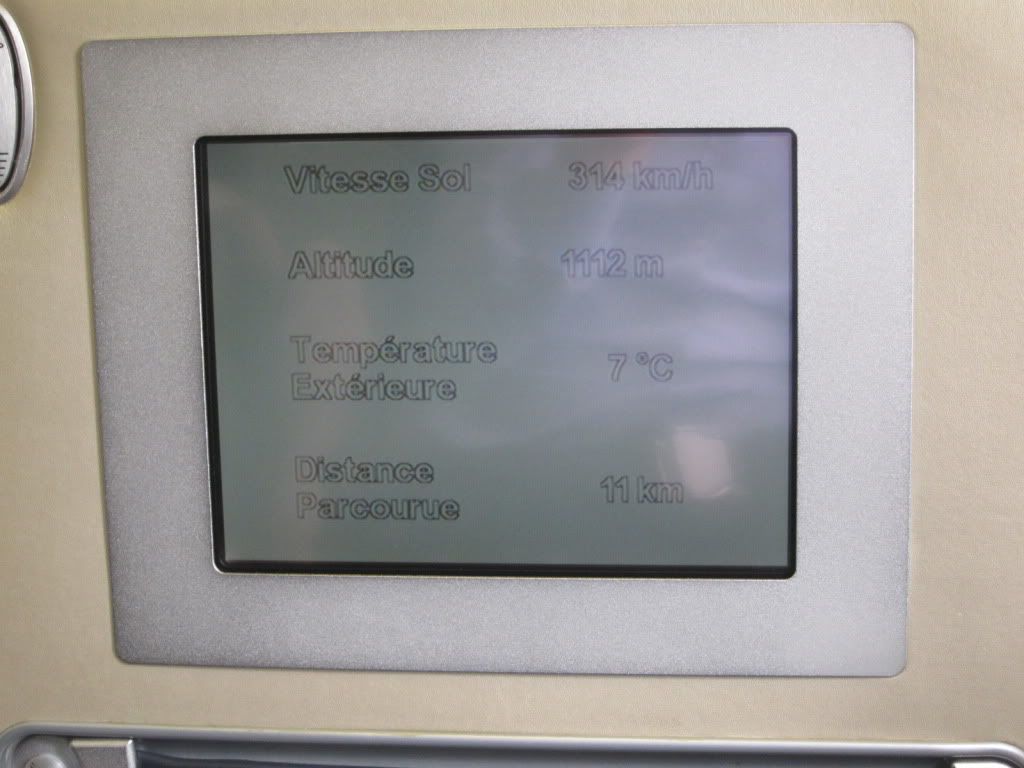 Vitesse Sol 314 km/h
Altitude 1112 m
Température
Extérieure 7 °C
Distance
Parcourue 11 km